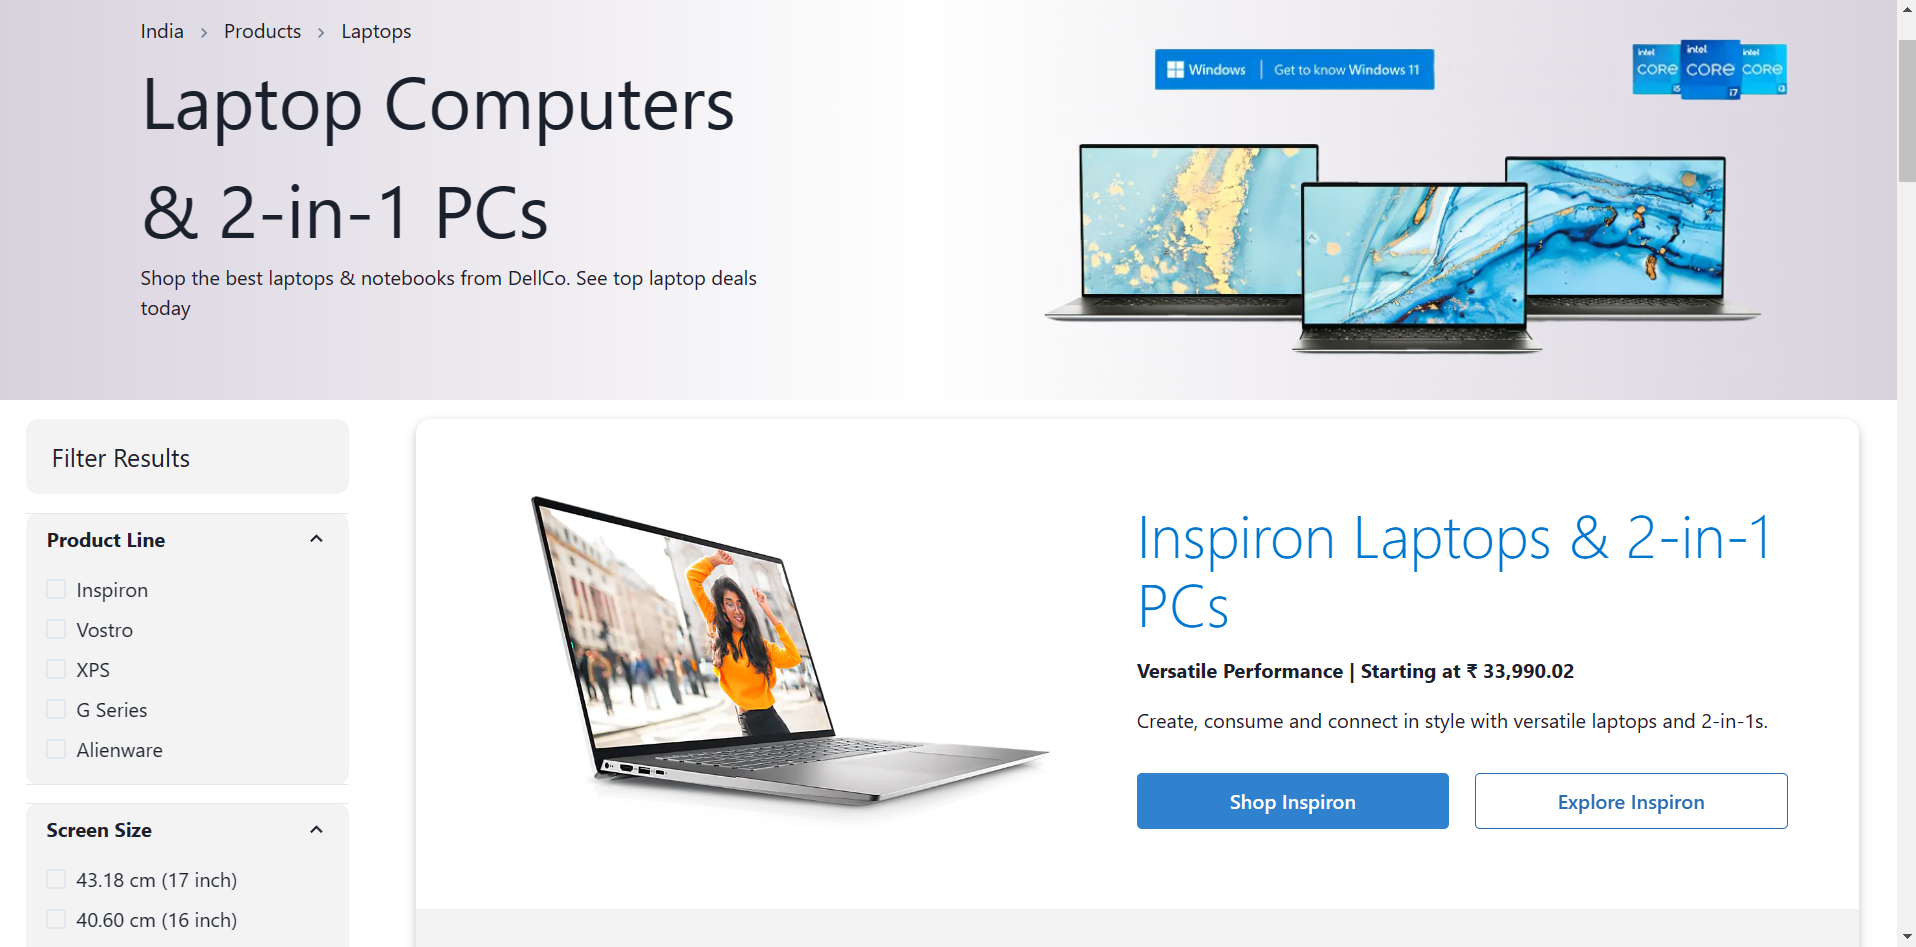 India > Products > Laptops
Laptop Computers
& 2-in-1 PCs
Shop the best laptops & notebooks from DellCo. See top laptop deals
today
Windows | Get to know Windows 11
intel intel intel
CORE CORE CORE
i5 i7 i3
Filter Results
Product Line
Inspiron
Vostro
XPS
G Series
Alienware
Screen Size
43.18 cm (17 inch)
40.60 cm (16 inch)
Inspiron Laptops & 2-in-1
PCs
Versatile Performance | Starting at ₹ 33,990.02
Create, consume and connect in style with versatile laptops and 2-in-1s.
Shop Inspiron
Explore Inspiron